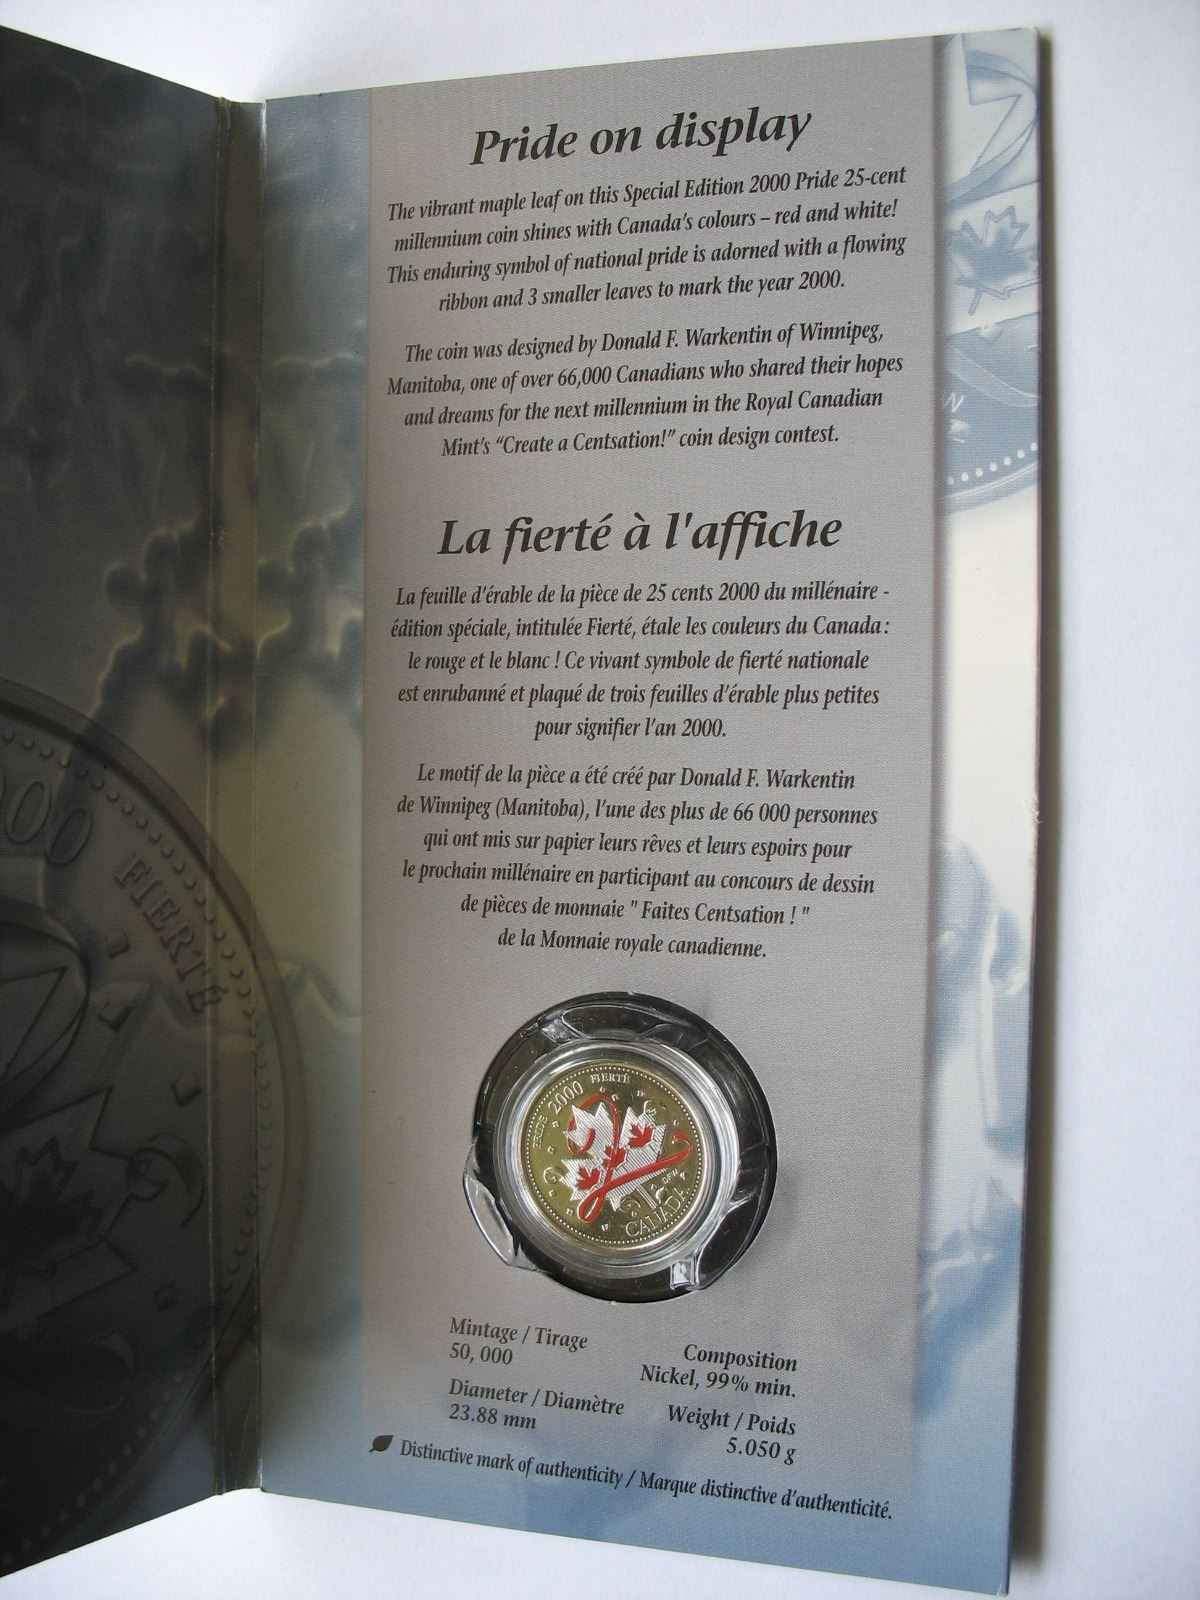 Pride on display
The vibrant maple leaf on this Special Edition 2000 Pride 25-cent
millennium coin shines with Canada's colours – red and white!
This enduring symbol of national pride is adorned with a flowing
ribbon and 3 smaller leaves to mark the year 2000.
The coin was designed by Donald F. Warkentin of Winnipeg,
Manitoba, one of over 66,000 Canadians who shared their hopes
and dreams for the next millennium in the Royal Canadian
Mint's “Create a Centsation!” coin design contest.
La fierté à l'affiche
La feuille d'érable de la pièce de 25 cents 2000 du millénaire -
édition spéciale, intitulée Fierté, étale les couleurs du Canada :
le rouge et le blanc ! Ce vivant symbole de fierté nationale
est enrubanné et plaqué de trois feuilles d'érable plus petites
pour signifier l'an 2000.
Le motif de la pièce a été créé par Donald F. Warkentin
de Winnipeg (Manitoba), l'une des plus de 66 000 personnes
qui ont mis sur papier leurs rêves et leurs espoirs pour
le prochain millénaire en participant au concours de dessin
de pièces de monnaie " Faites Centsation ! "
de la Monnaie royale canadienne.
PRIDE 2000 FIERTÉ
CANADA
Mintage / Tirage
50, 000
Composition
Nickel, 99% min.
Diameter / Diamètre
23.88 mm
Weight / Poids
5.050 g
Distinctive mark of authenticity / Marque distinctive d'authenticité.
FIERTÉ